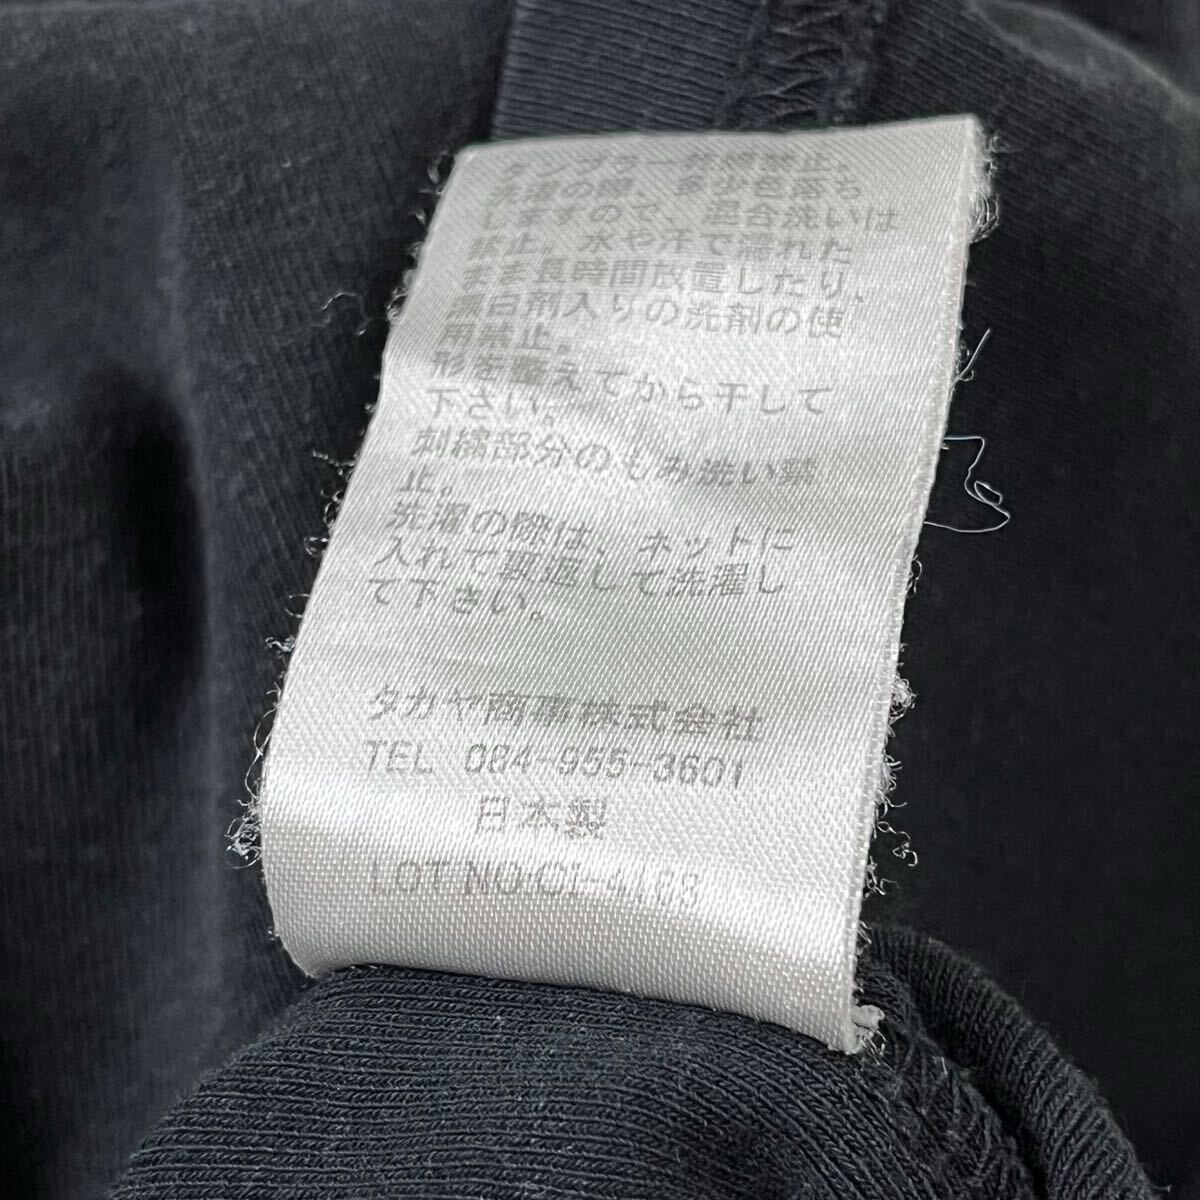 タンブラー乾燥禁止。
洗濯の際、多少色落ち
しますので、混合洗いは
禁止。水や汗で濡れた
まま長時間放置したり、
蛍白剤入りの洗剤の使
用禁止。
形を整えてから干して
下さい。
刺繍部分のもみ洗い禁
止。
洗濯の際は、ネットに
入れて裏返して洗濯し
て下さい。
タカヤ商事株式会社
TEL 084-955-3601
日本製
LOT NO CL-4188